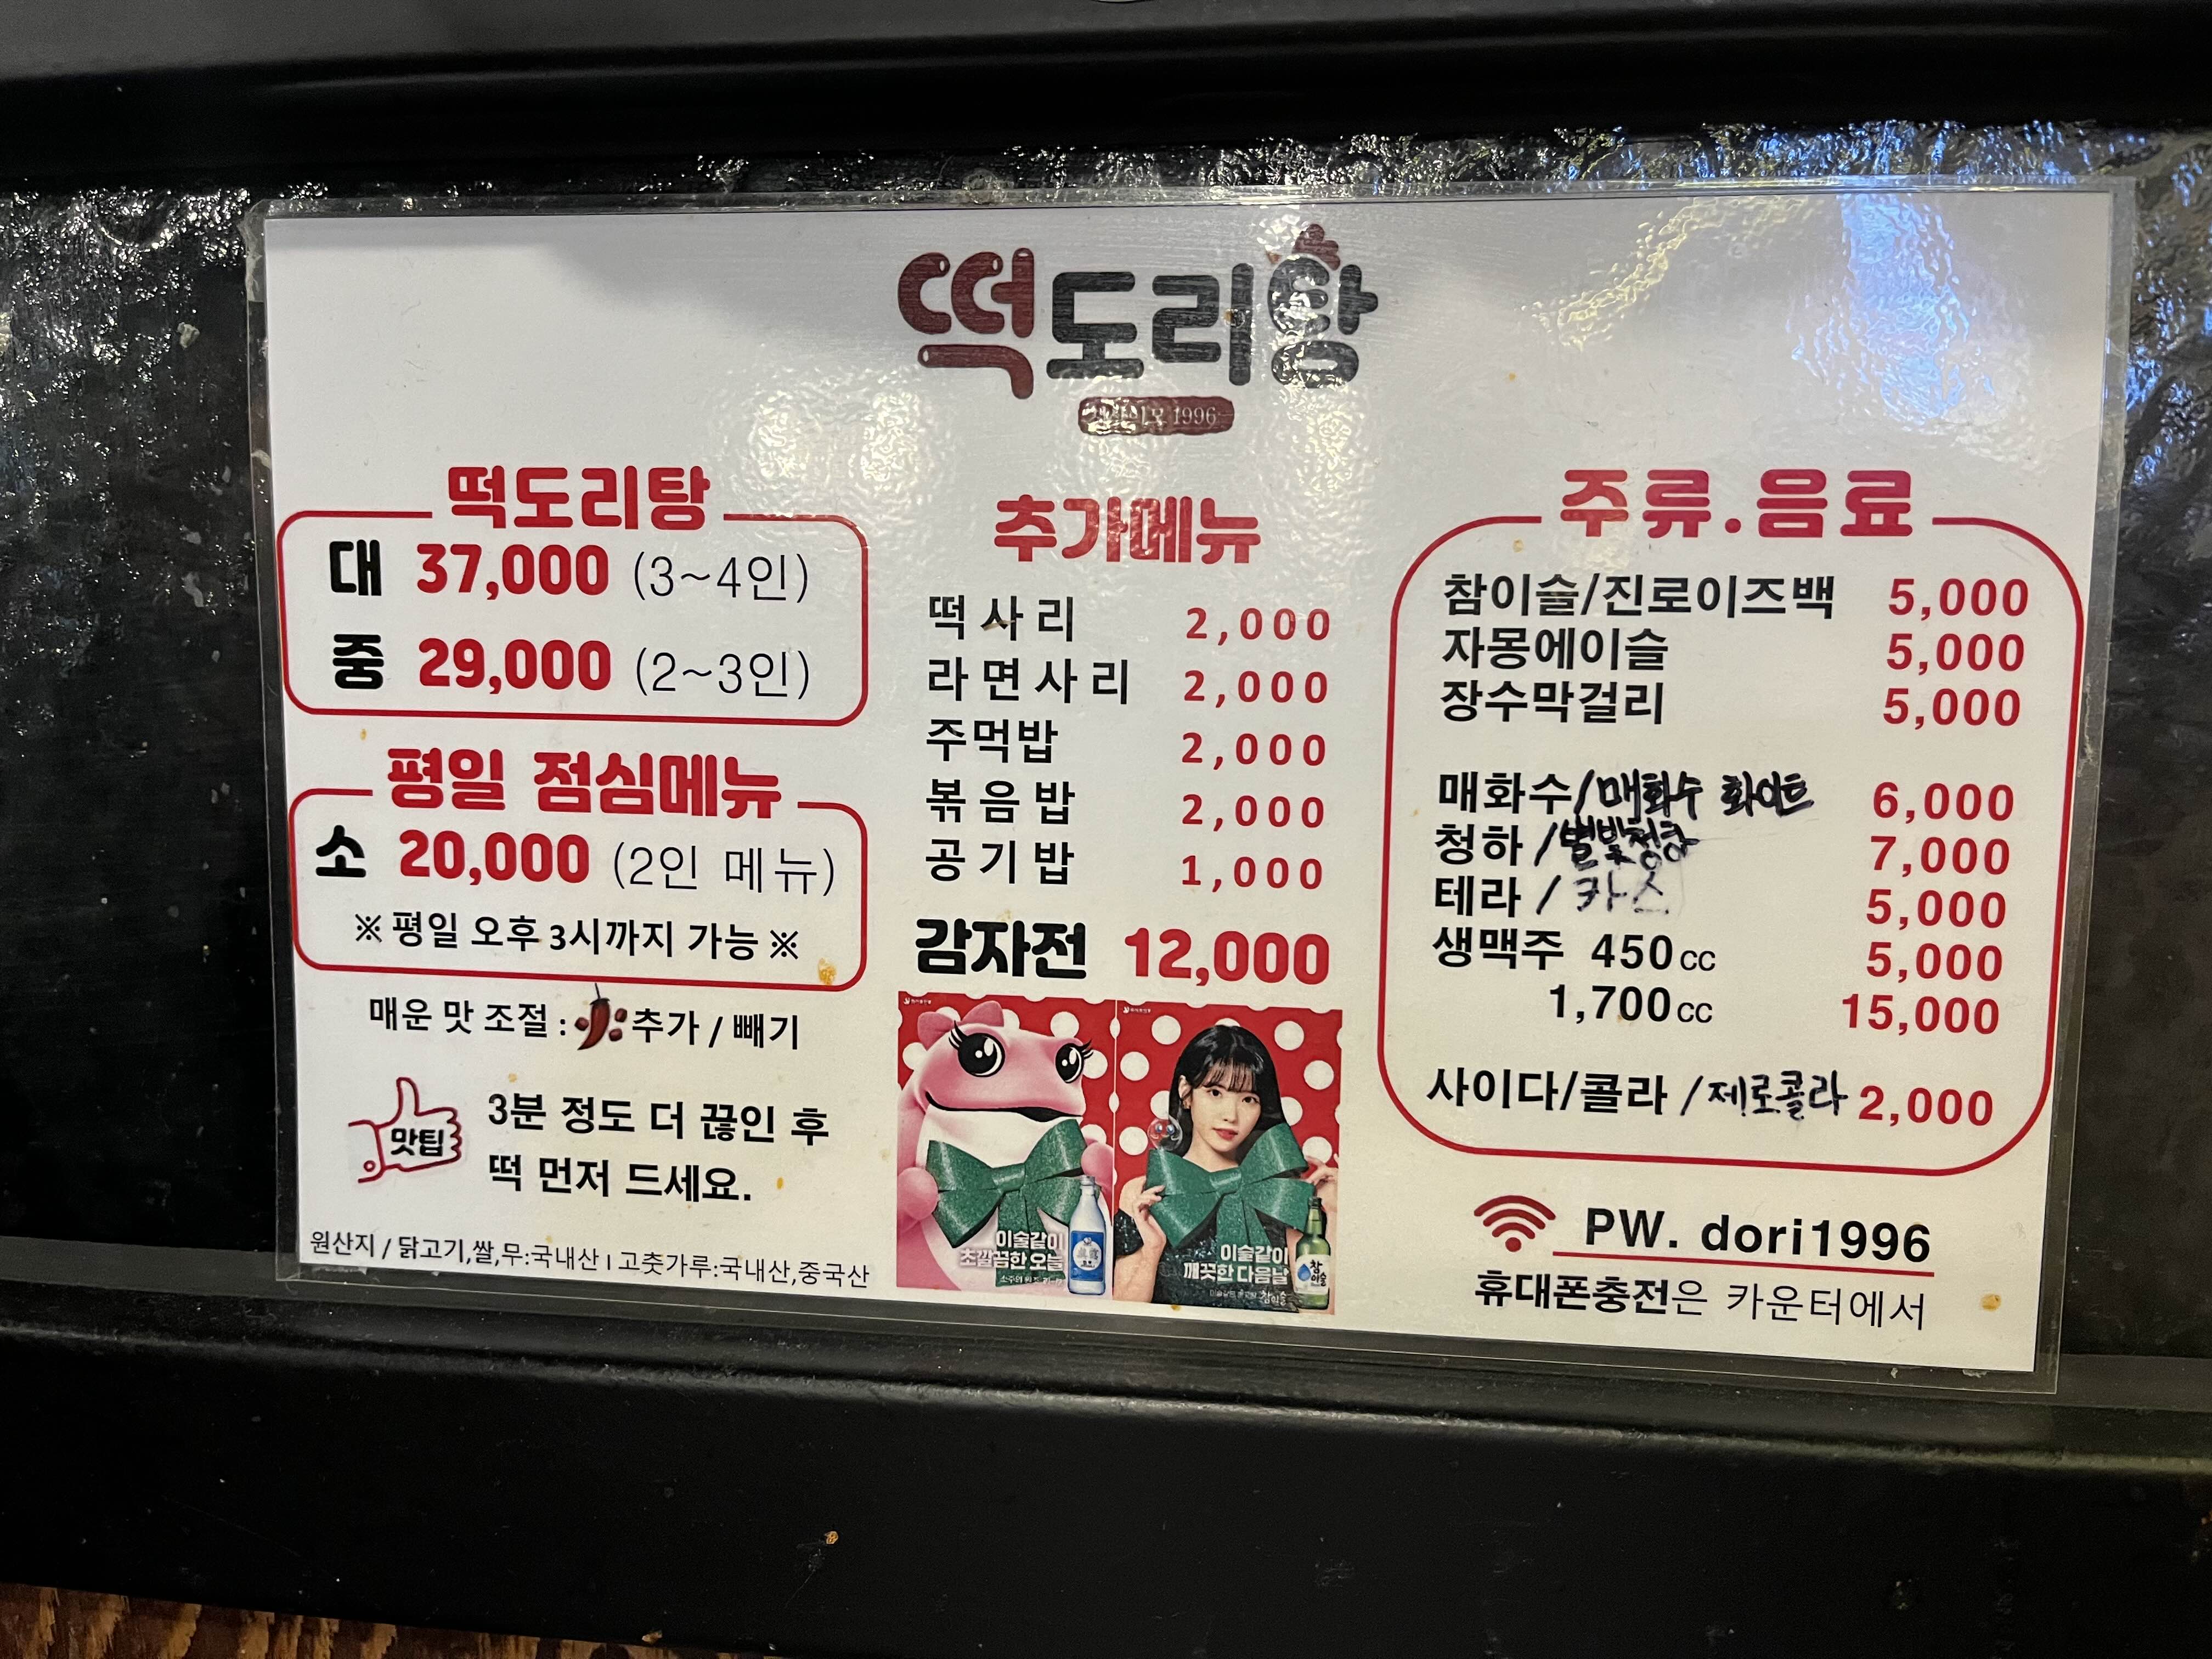 떡도리탕
1996
떡도리탕
대 37,000 (3~4인)
중 29,000 (2~3인)
평일 점심메뉴
소 20,000 (2인 메뉴)
※ 평일 오후 3시까지 가능 ※
매운 맛 조절 : 추가 / 빼기
맛팁
3분 정도 더 끊인 후
떡 먼저 드세요.
원산지 / 닭고기,쌀,무:국내산 I 고춧가루:국내산,중국산
추가메뉴
떡사리 2,000
라면사리 2,000
주먹밥 2,000
볶음밥 2,000
공기밥 1,000
감자전 12,000
이슬같이
초깔끔한 오늘
이슬같이
깨끗한 다음날
참이슬
주류.음료
참이슬/진로이즈백 5,000
자몽에이슬 5,000
장수막걸리 5,000
매화수/매화수 화이트 6,000
청하/별빛청하 7,000
테라/카스 5,000
생맥주 450cc 5,000
1,700cc 15,000
사이다/콜라/제로콜라 2,000
PW. dori1996
휴대폰충전은 카운터에서